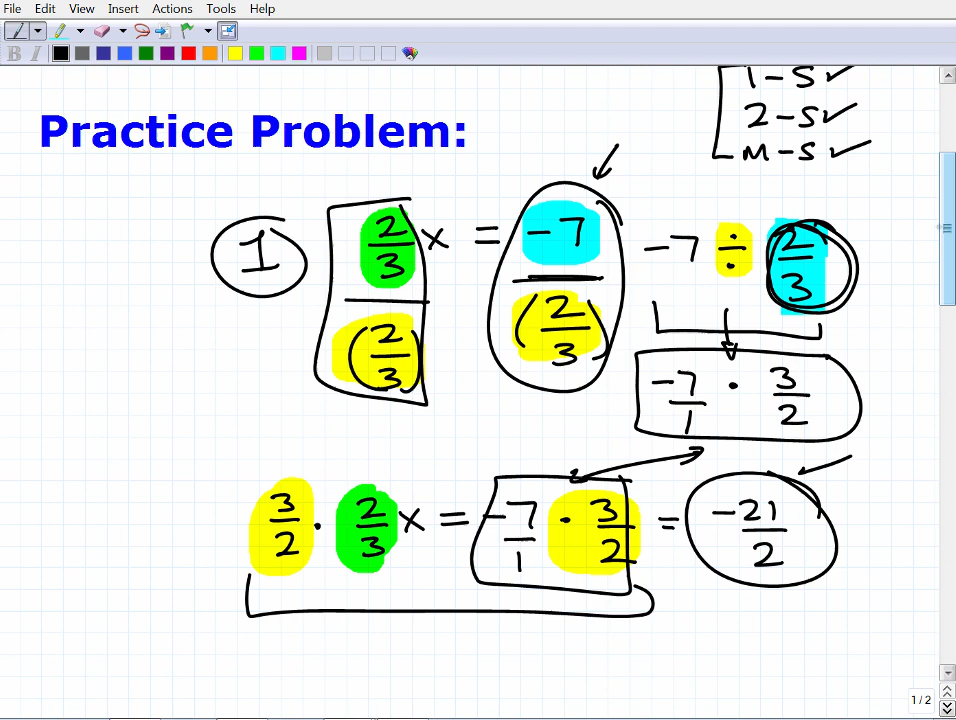 File Edit View Insert Actions Tools Help
B I
1 - S ✓
2 - S ✓
M - S ✓
Practice Problem:
1
2/3 x / (2/3) = -7 / (2/3)
-7 ÷ 2/3
-7/1 · 3/2
3/2 · 2/3 x = -7/1 · 3/2 = -21/2
1 / 2